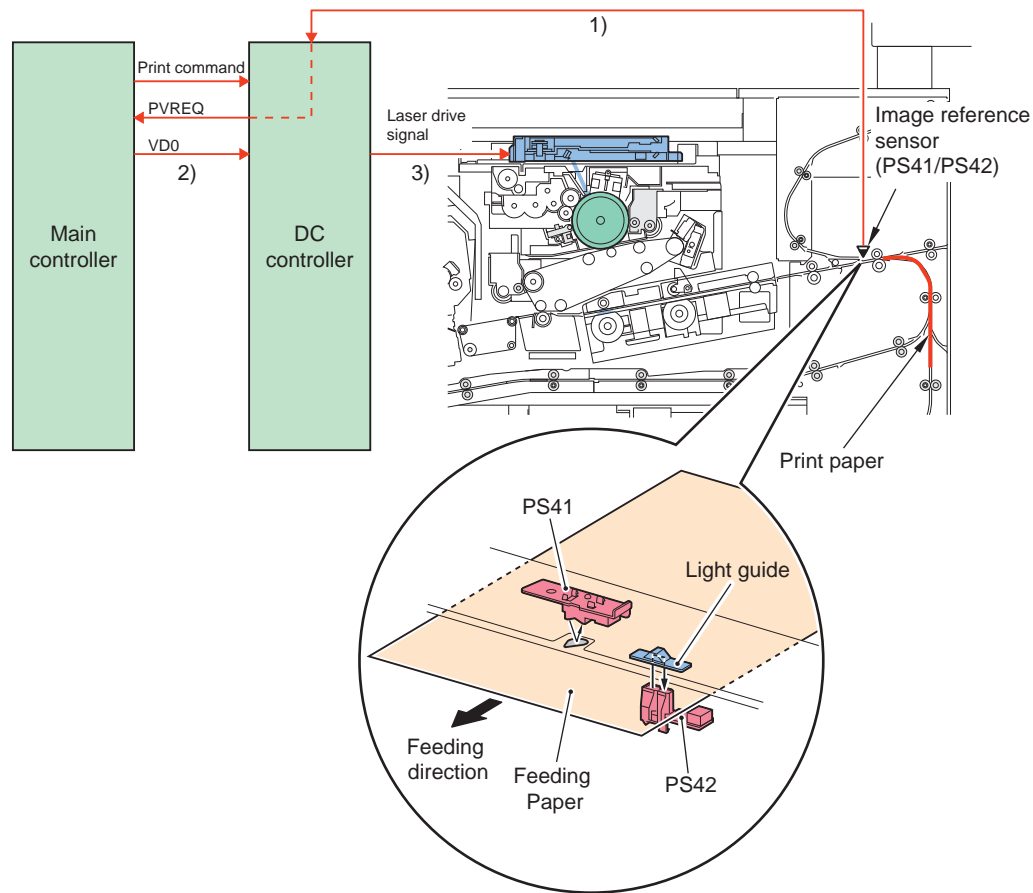 1)
Print command
PVREQ
VD0
2)
Laser drive
signal
3)
Main
controller
DC
controller
Image reference
sensor
(PS41/PS42)
Print paper
PS41
Light guide
Feeding
direction
Feeding
Paper
PS42